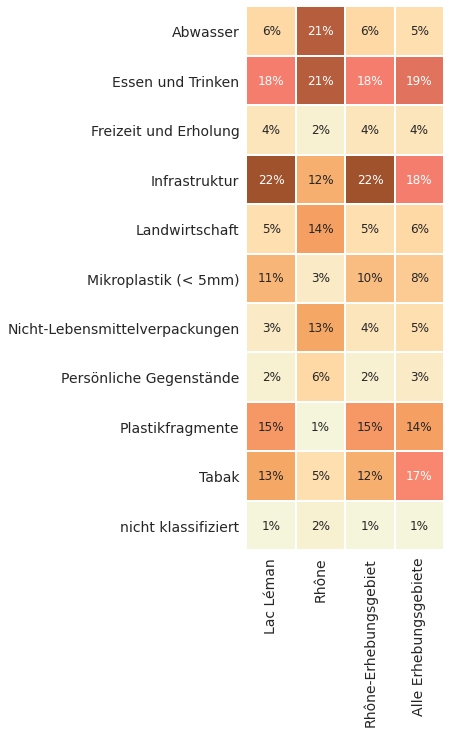 Abwasser 6% 21% 6% 5%
Essen und Trinken 18% 21% 18% 19%
Freizeit und Erholung 4% 2% 4% 4%
Infrastruktur 22% 12% 22% 18%
Landwirtschaft 5% 14% 5% 6%
Mikroplastik (< 5mm) 11% 3% 10% 8%
Nicht-Lebensmittelverpackungen 3% 13% 4% 5%
Persönliche Gegenstände 2% 6% 2% 3%
Plastikfragmente 15% 1% 15% 14%
Tabak 13% 5% 12% 17%
nicht klassifiziert 1% 2% 1% 1%
Lac Léman
Rhône
Rhône-Erhebungsgebiet
Alle Erhebungsgebiete